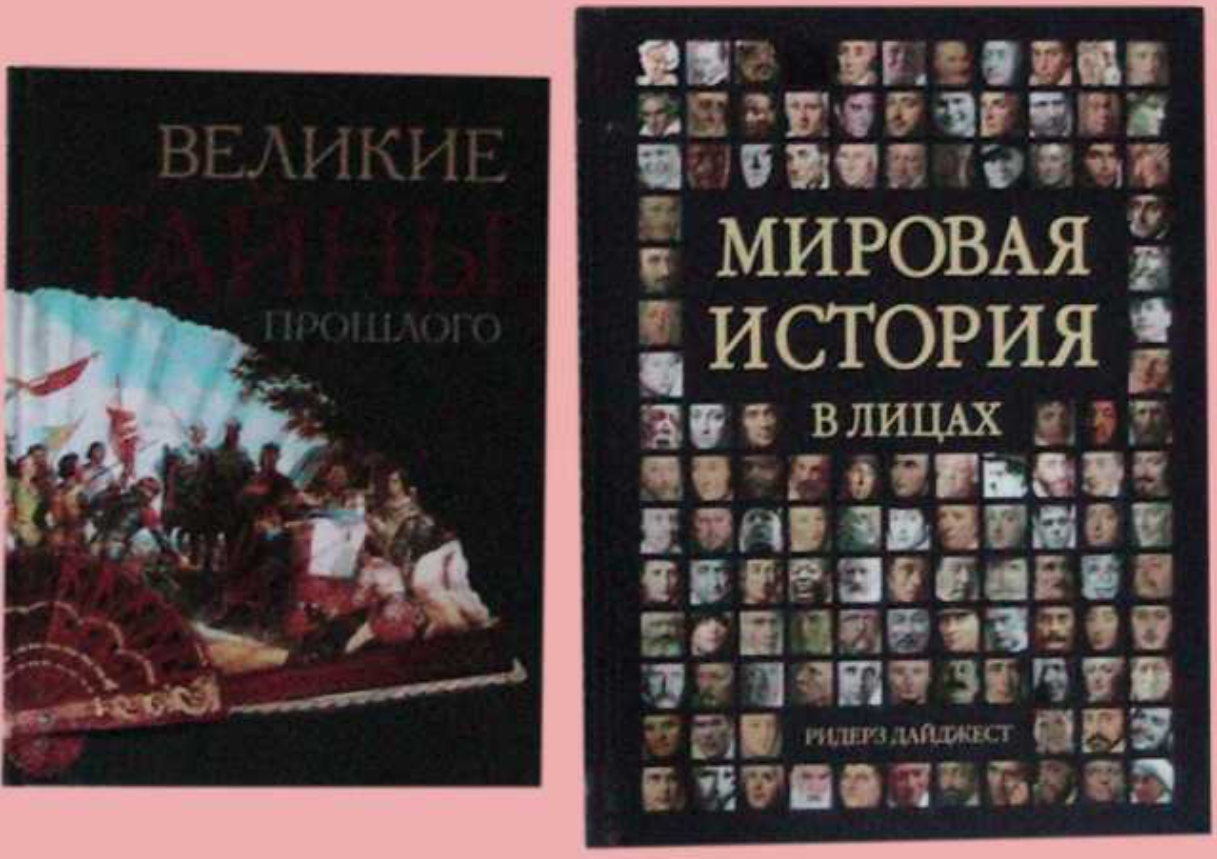 ВЕЛИКИЕ
ТАЙНЫ
ПРОШЛОГО
МИРОВАЯ
ИСТОРИЯ
В ЛИЦАХ
РИДЕРЗ ДАЙДЖЕСТ